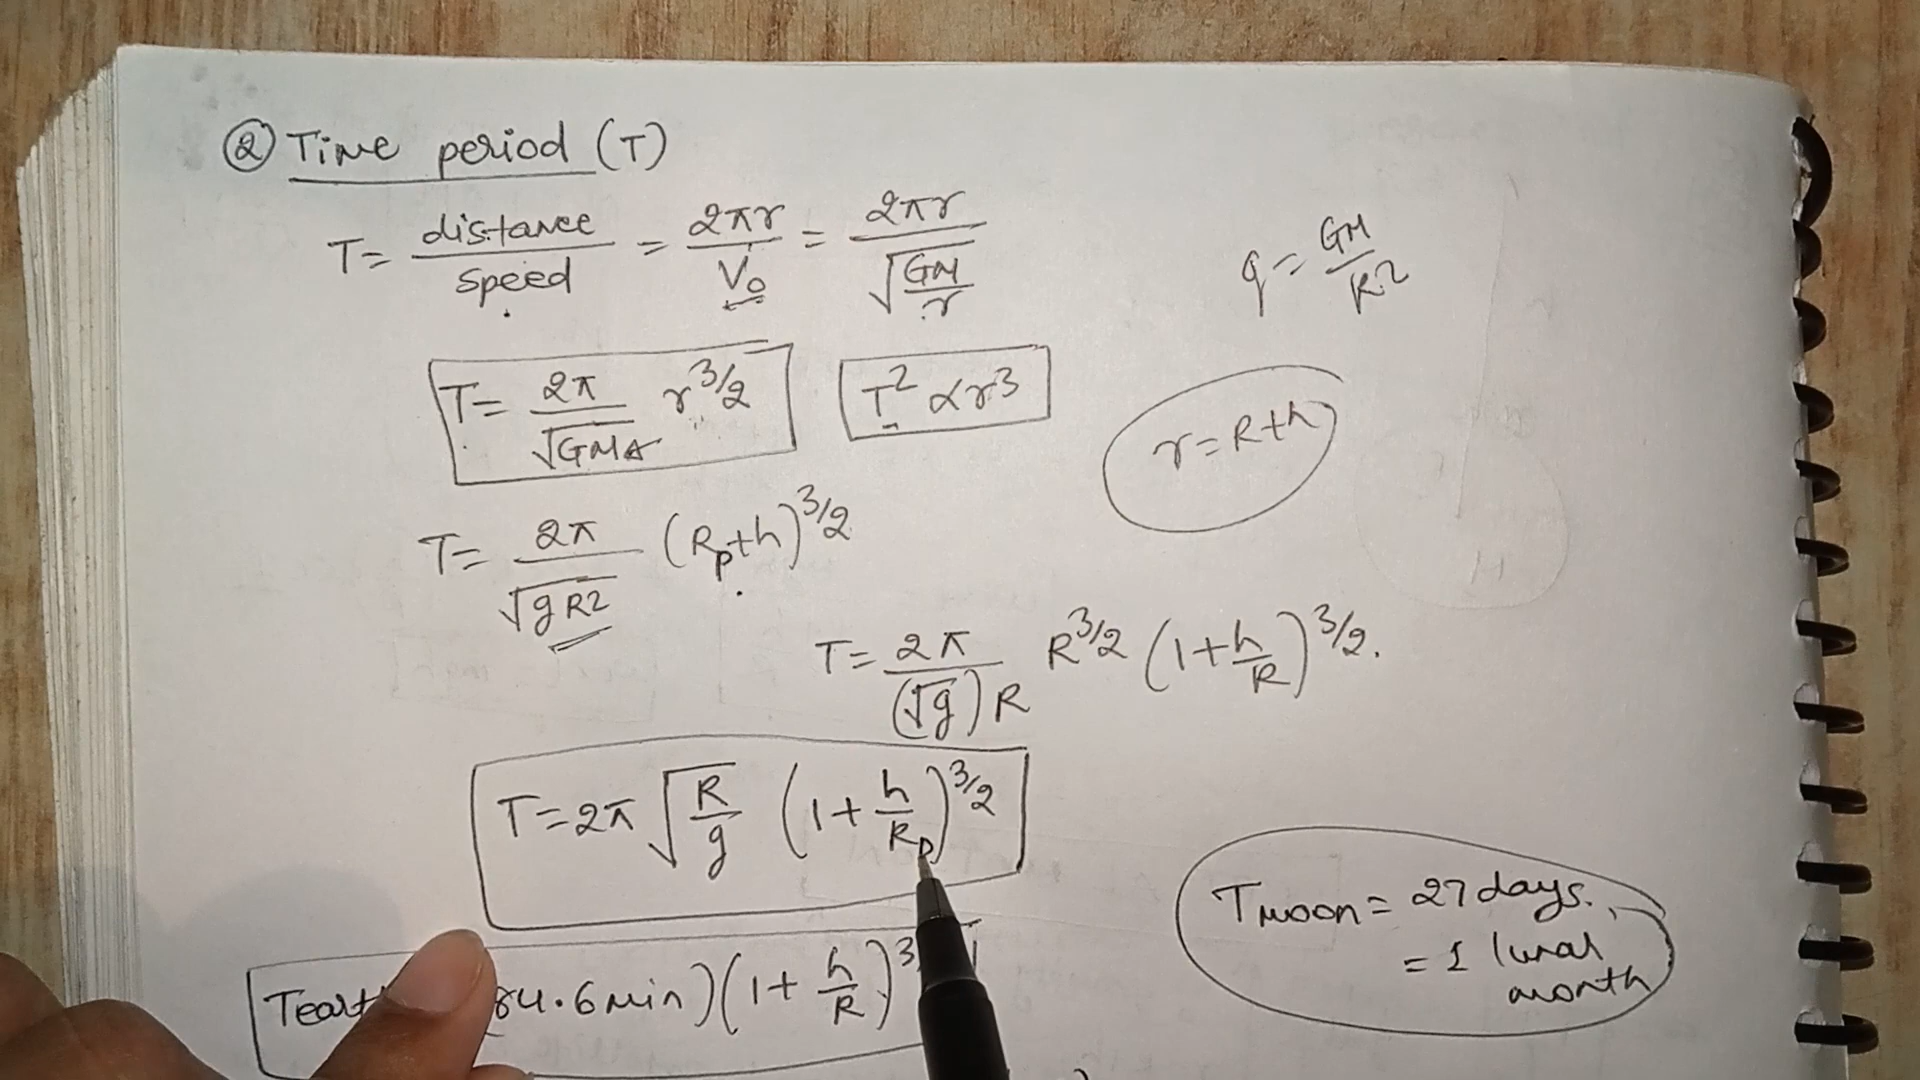 ② Time period (T)
T = distance/speed = 2πr/V₀ = 2πr/√(GM/r)
g = GM/R²
T = 2π/√GM r^3/2
T² ∝ r³
r = R+h
T = 2π/√gR² (Rp+h)^3/2
T = 2π/(√g)R R^3/2 (1+h/R)^3/2.
T = 2π √(R/g) (1+h/Rp)^3/2
Tmoon = 27 days.
= 1 lunar
month
84.6 min)(1+h/R)^3